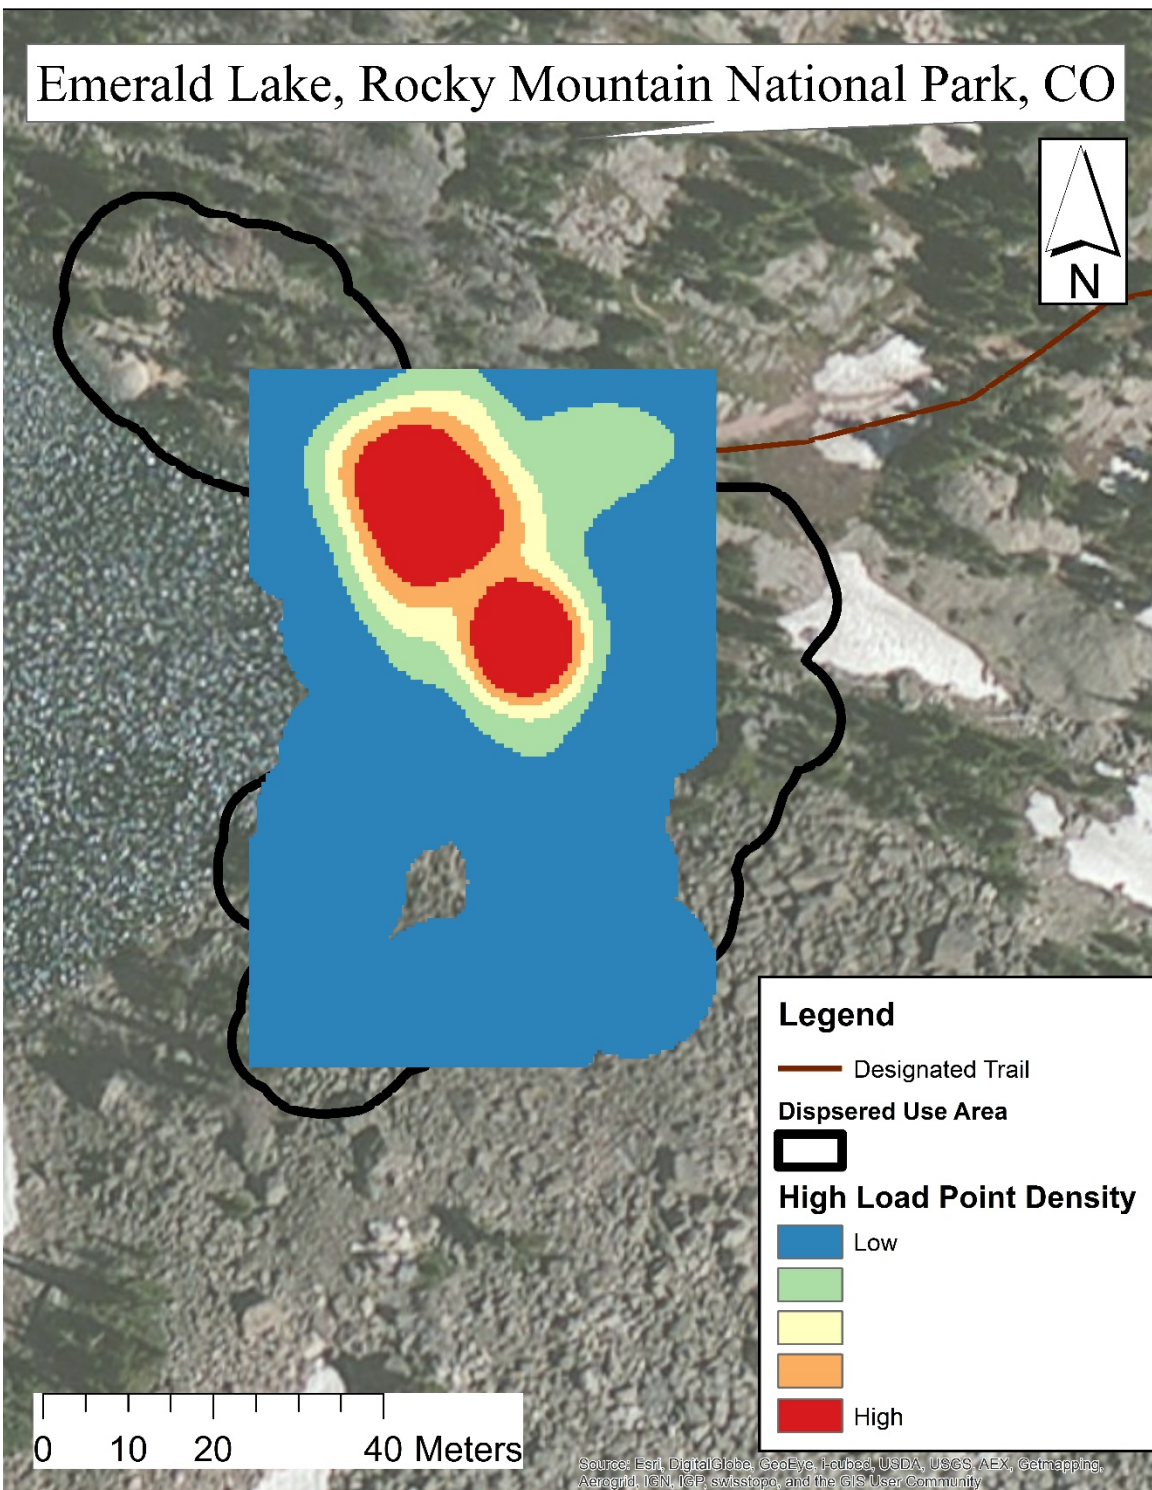 Emerald Lake, Rocky Mountain National Park, CO
N
Legend
Designated Trail
Dispsered Use Area
High Load Point Density
Low
High
0 10 20 40 Meters
Source: Esri, DigitalGlobe, GeoEye, i-cubed, USDA, USGS, AEX, Getmapping,
Aerogrid, IGN, IGP, swisstopo, and the GIS User Community